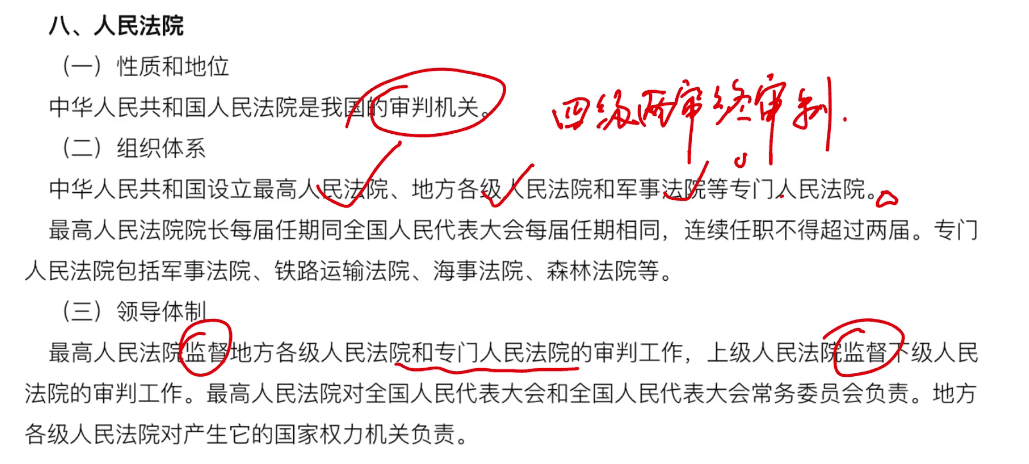 八、人民法院
（一）性质和地位
中华人民共和国人民法院是我国的审判机关。
四级两审终审制.
（二）组织体系
中华人民共和国设立最高人民法院、地方各级人民法院和军事法院等专门人民法院。
最高人民法院院长每届任期同全国人民代表大会每届任期相同，连续任职不得超过两届。专门
人民法院包括军事法院、铁路运输法院、海事法院、森林法院等。
（三）领导体制
最高人民法院监督地方各级人民法院和专门人民法院的审判工作，上级人民法院监督下级人民
法院的审判工作。最高人民法院对全国人民代表大会和全国人民代表大会常务委员会负责。地方
各级人民法院对产生它的国家权力机关负责。